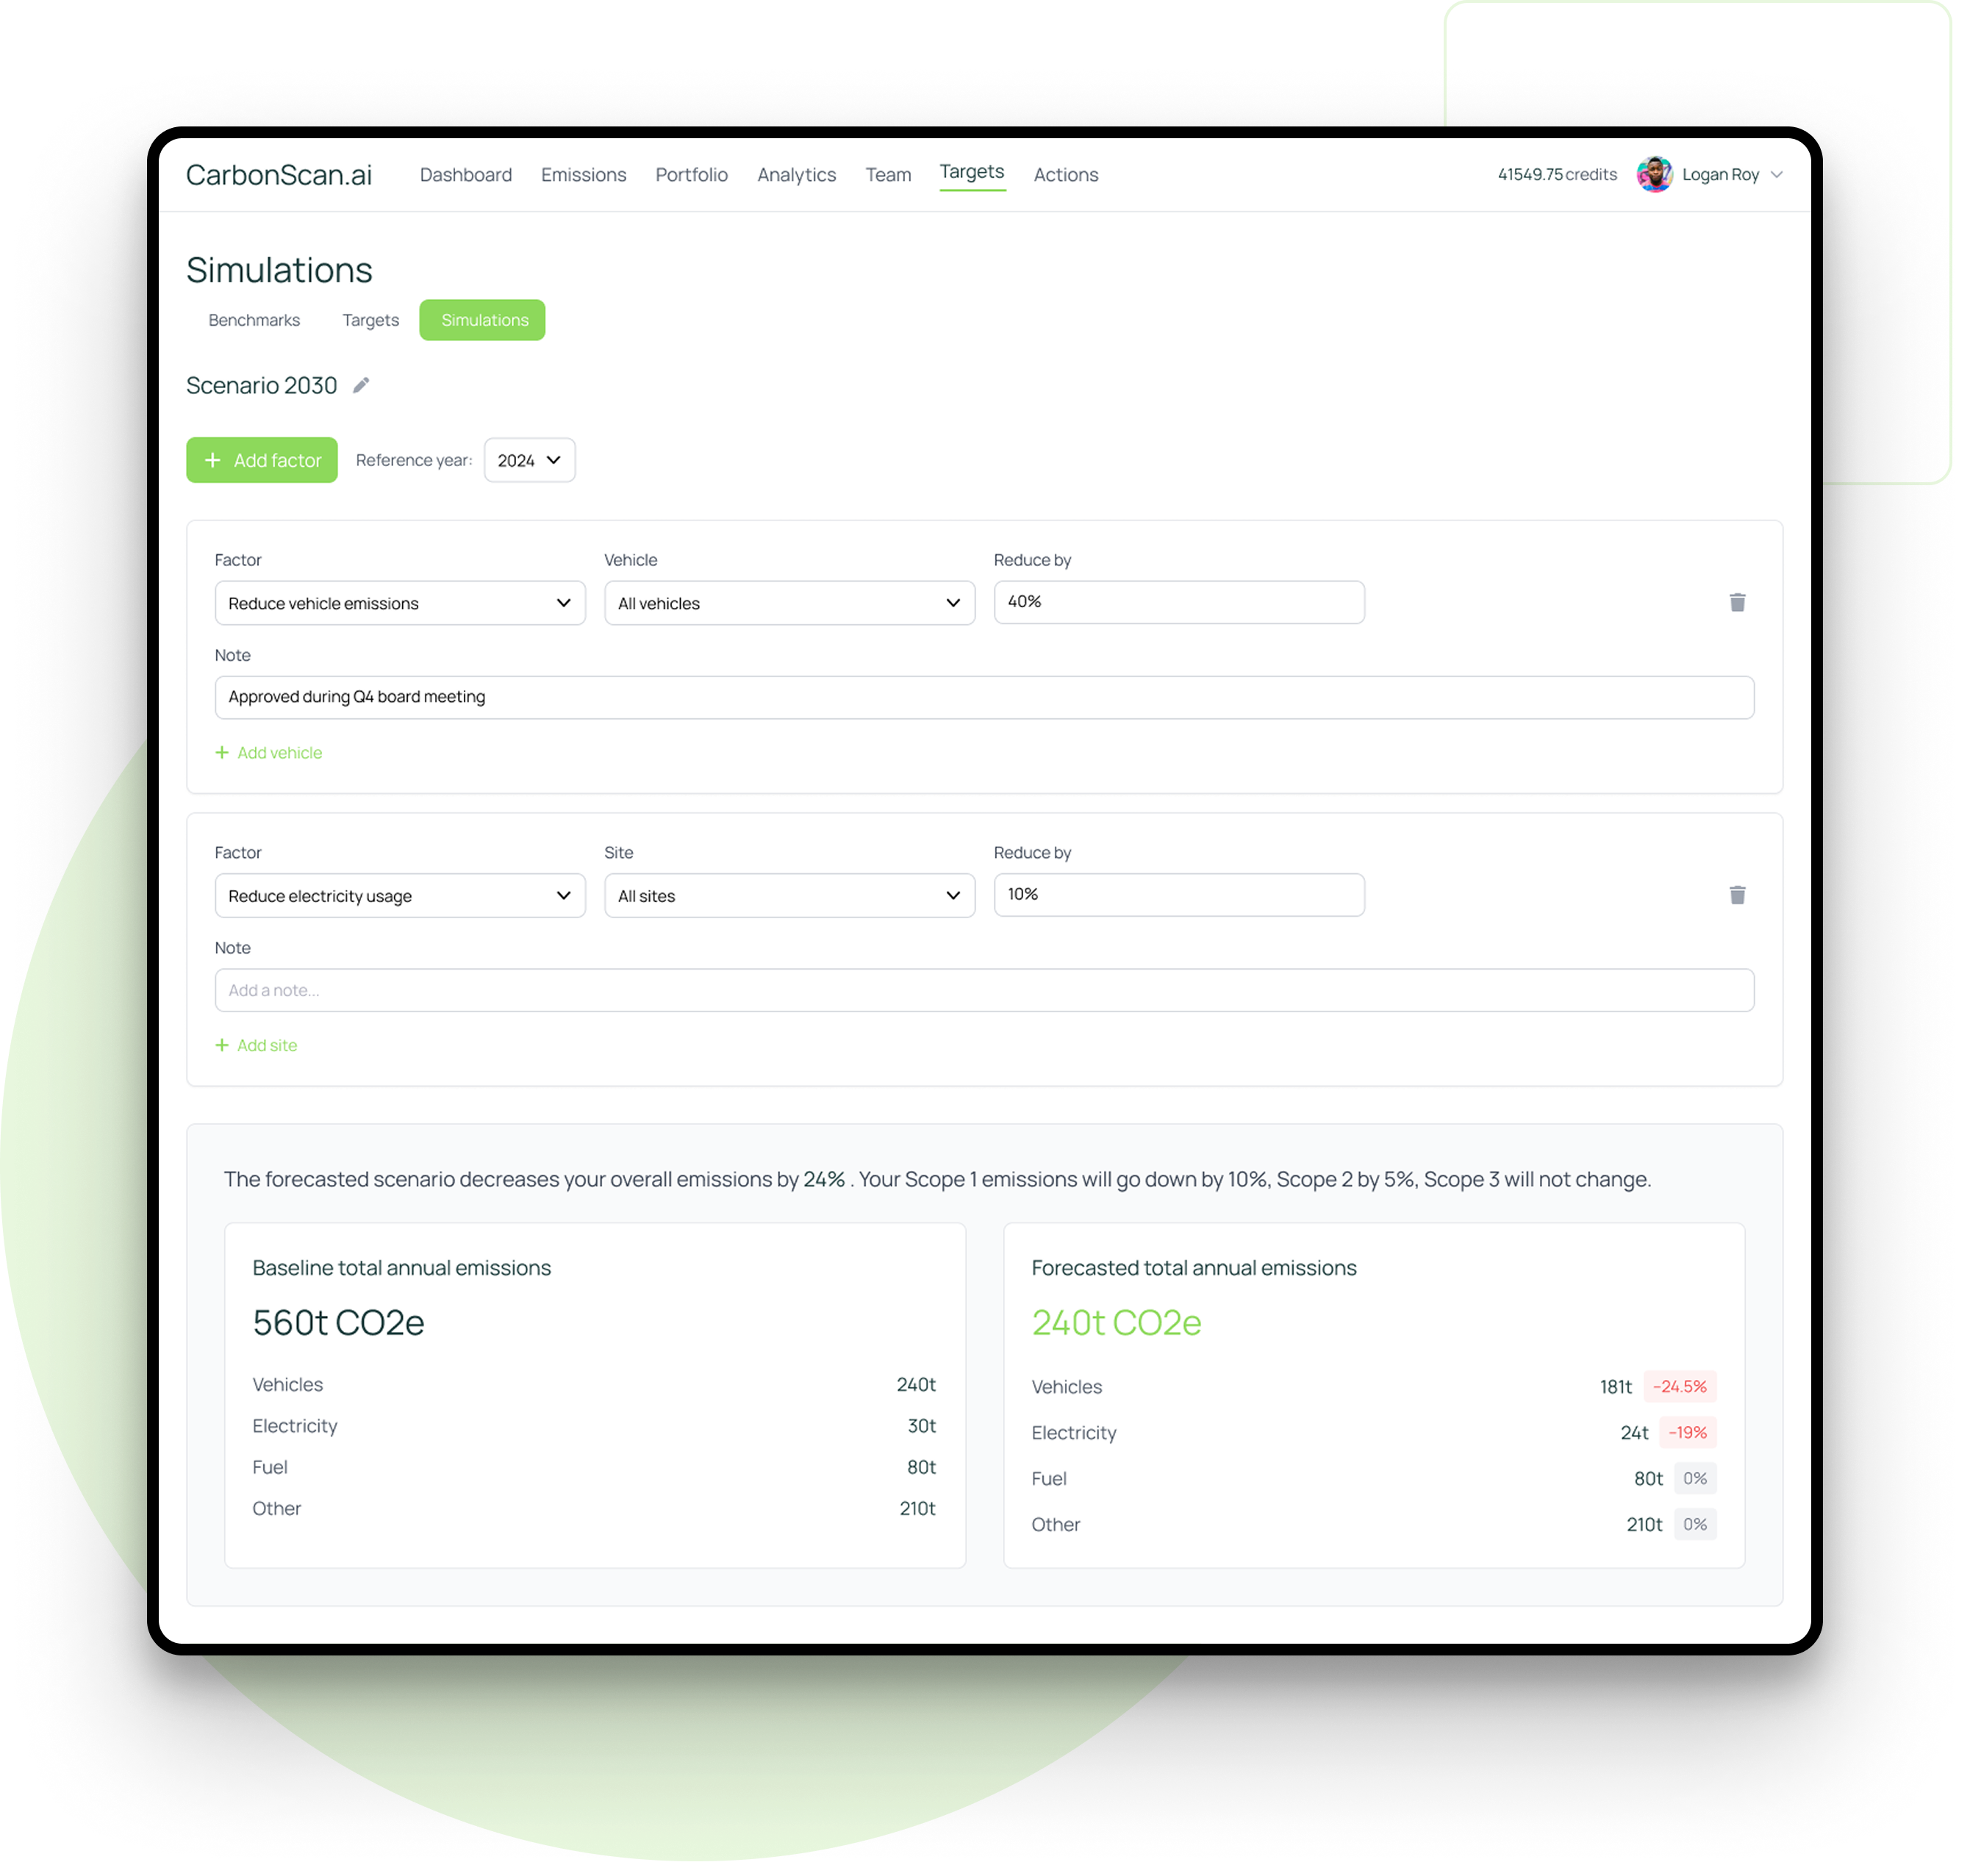 CarbonScan.ai Dashboard Emissions Portfolio Analytics Team Targets Actions 41549.75 credits Logan Roy
Simulations
Benchmarks Targets Simulations
Scenario 2030
+ Add factor Reference year: 2024
Factor Vehicle Reduce by
Reduce vehicle emissions All vehicles 40%
Note
Approved during Q4 board meeting
+ Add vehicle
Factor Site Reduce by
Reduce electricity usage All sites 10%
Note
Add a note...
+ Add site
The forecasted scenario decreases your overall emissions by 24% . Your Scope 1 emissions will go down by 10%, Scope 2 by 5%, Scope 3 will not change.
Baseline total annual emissions
560t CO2e
Vehicles 240t
Electricity 30t
Fuel 80t
Other 210t
Forecasted total annual emissions
240t CO2e
Vehicles 181t −24.5%
Electricity 24t −19%
Fuel 80t 0%
Other 210t 0%